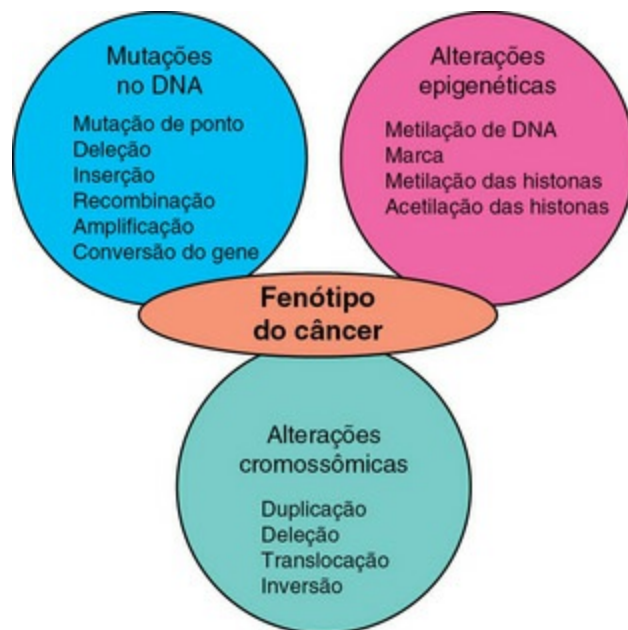 Mutações
no DNA
Mutação de ponto
Deleção
Inserção
Recombinação
Amplificação
Conversão do gene
Alterações
epigenéticas
Metilação de DNA
Marca
Metilação das histonas
Acetilação das histonas
Fenótipo
do câncer
Alterações
cromossômicas
Duplicação
Deleção
Translocação
Inversão